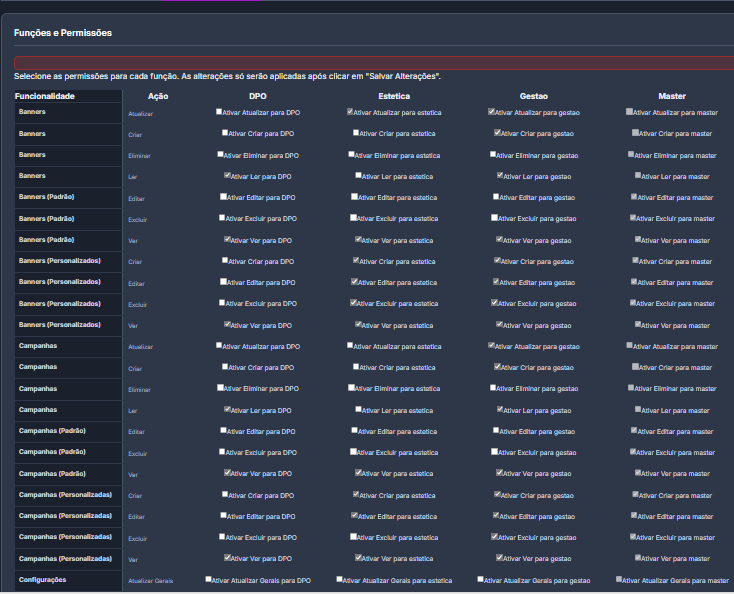 Funções e Permissões
Selecione as permissões para cada função. As alterações só serão aplicadas após clicar em "Salvar Alterações".
Funcionalidade Ação DPO Estetica Gestao Master
Banners Atualizar Ativar Atualizar para DPO Ativar Atualizar para estetica Ativar Atualizar para gestao Ativar Atualizar para master
Banners Criar Ativar Criar para DPO Ativar Criar para estetica Ativar Criar para gestao Ativar Criar para master
Banners Eliminar Ativar Eliminar para DPO Ativar Eliminar para estetica Ativar Eliminar para gestao Ativar Eliminar para master
Banners Ler Ativar Ler para DPO Ativar Ler para estetica Ativar Ler para gestao Ativar Ler para master
Banners (Padrão) Editar Ativar Editar para DPO Ativar Editar para estetica Ativar Editar para gestao Ativar Editar para master
Banners (Padrão) Excluir Ativar Excluir para DPO Ativar Excluir para estetica Ativar Excluir para gestao Ativar Excluir para master
Banners (Padrão) Ver Ativar Ver para DPO Ativar Ver para estetica Ativar Ver para gestao Ativar Ver para master
Banners (Personalizados) Criar Ativar Criar para DPO Ativar Criar para estetica Ativar Criar para gestao Ativar Criar para master
Banners (Personalizados) Editar Ativar Editar para DPO Ativar Editar para estetica Ativar Editar para gestao Ativar Editar para master
Banners (Personalizados) Excluir Ativar Excluir para DPO Ativar Excluir para estetica Ativar Excluir para gestao Ativar Excluir para master
Banners (Personalizados) Ver Ativar Ver para DPO Ativar Ver para estetica Ativar Ver para gestao Ativar Ver para master
Campanhas Atualizar Ativar Atualizar para DPO Ativar Atualizar para estetica Ativar Atualizar para gestao Ativar Atualizar para master
Campanhas Criar Ativar Criar para DPO Ativar Criar para estetica Ativar Criar para gestao Ativar Criar para master
Campanhas Eliminar Ativar Eliminar para DPO Ativar Eliminar para estetica Ativar Eliminar para gestao Ativar Eliminar para master
Campanhas Ler Ativar Ler para DPO Ativar Ler para estetica Ativar Ler para gestao Ativar Ler para master
Campanhas (Padrão) Editar Ativar Editar para DPO Ativar Editar para estetica Ativar Editar para gestao Ativar Editar para master
Campanhas (Padrão) Excluir Ativar Excluir para DPO Ativar Excluir para estetica Ativar Excluir para gestao Ativar Excluir para master
Campanhas (Padrão) Ver Ativar Ver para DPO Ativar Ver para estetica Ativar Ver para gestao Ativar Ver para master
Campanhas (Personalizadas) Criar Ativar Criar para DPO Ativar Criar para estetica Ativar Criar para gestao Ativar Criar para master
Campanhas (Personalizadas) Editar Ativar Editar para DPO Ativar Editar para estetica Ativar Editar para gestao Ativar Editar para master
Campanhas (Personalizadas) Excluir Ativar Excluir para DPO Ativar Excluir para estetica Ativar Excluir para gestao Ativar Excluir para master
Campanhas (Personalizadas) Ver Ativar Ver para DPO Ativar Ver para estetica Ativar Ver para gestao Ativar Ver para master
Configurações Atualizar Gerais Ativar Atualizar Gerais para DPO Ativar Atualizar Gerais para estetica Ativar Atualizar Gerais para gestao Ativar Atualizar Gerais para master